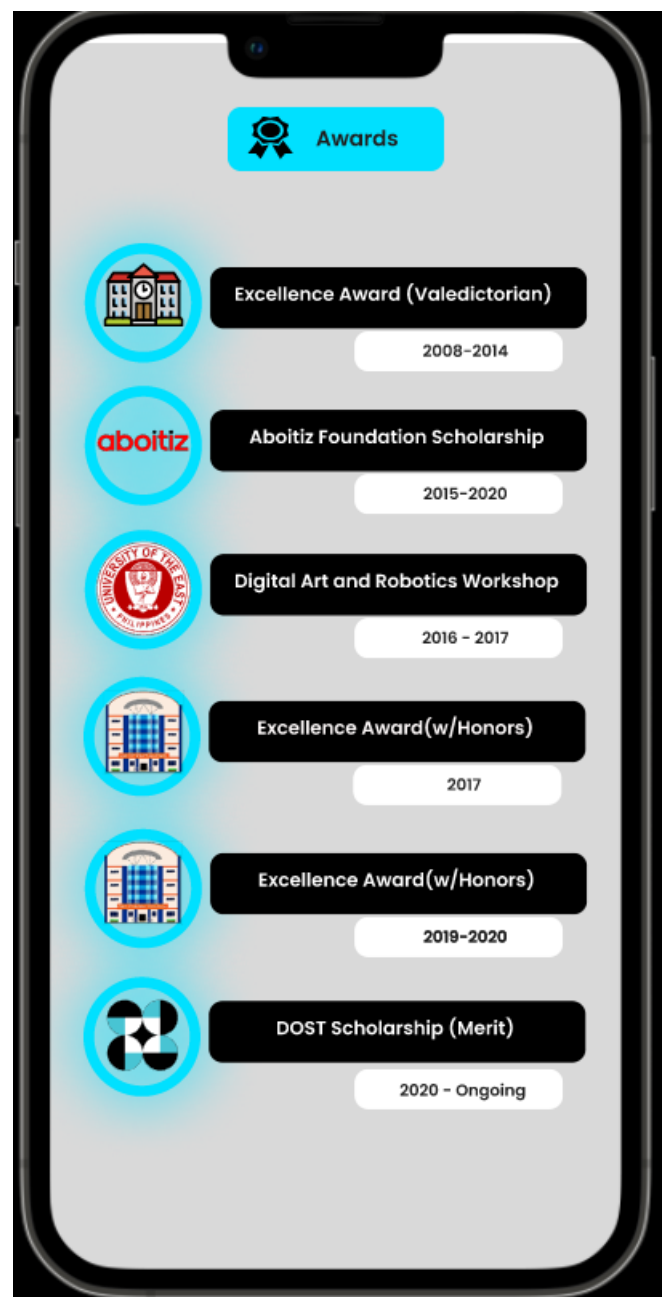 Awards
Excellence Award (Valedictorian)
2008-2014
aboitiz
Aboitiz Foundation Scholarship
2015-2020
UNIVERSITY OF THE EAST
PHILIPPINES
Digital Art and Robotics Workshop
2016 - 2017
Excellence Award(w/Honors)
2017
Excellence Award(w/Honors)
2019-2020
DOST Scholarship (Merit)
2020 - Ongoing